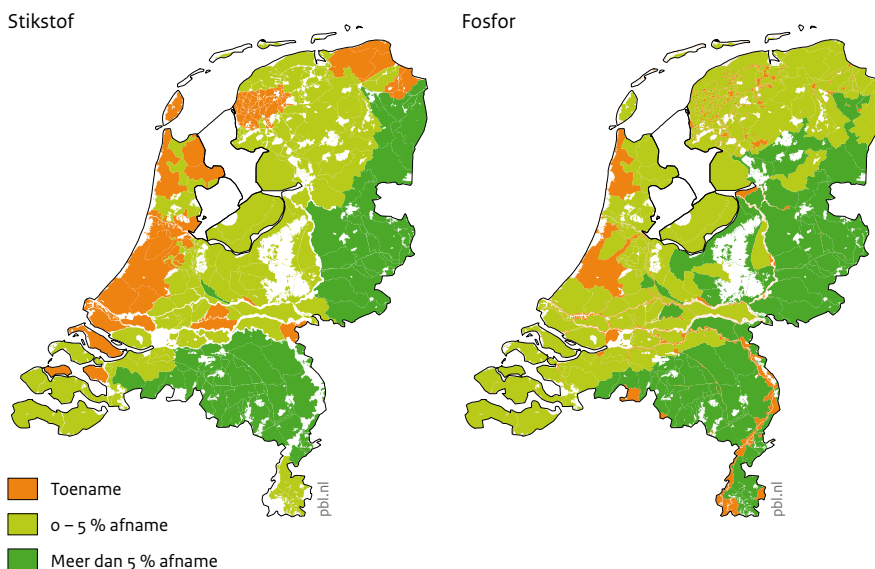 Stikstof
Fosfor
Toename
0 – 5 % afname
Meer dan 5 % afname
pbl.nl
pbl.nl